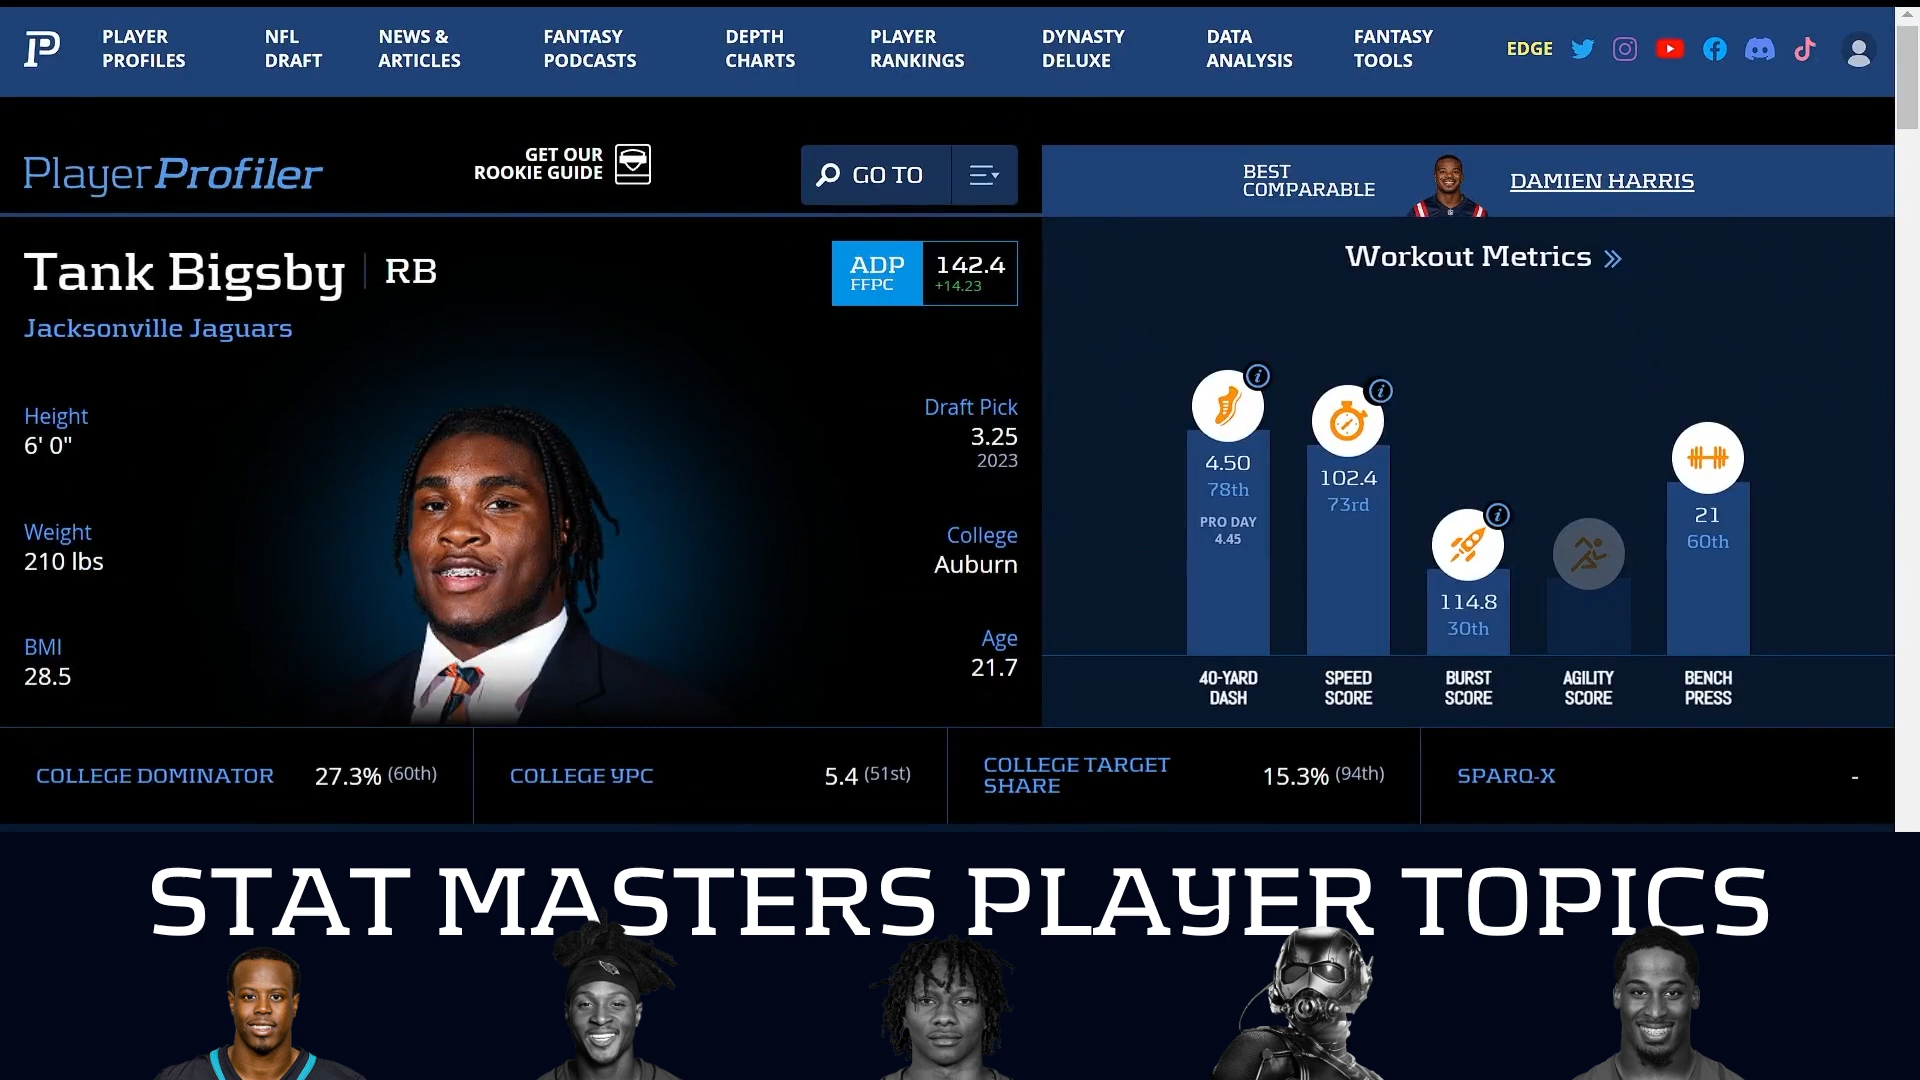 PLAYER
PROFILES
NFL
DRAFT
NEWS &
ARTICLES
FANTASY
PODCASTS
DEPTH
CHARTS
PLAYER
RANKINGS
DYNASTY
DELUXE
DATA
ANALYSIS
FANTASY
TOOLS
EDGE
PlayerProfiler
GET OUR
ROOKIE GUIDE
GO TO
BEST
COMPARABLE
DAMIEN HARRIS
Tank Bigsby RB
Jacksonville Jaguars
ADP
FFPC
142.4
+14.23
Height
6' 0"
Weight
210 lbs
BMI
28.5
Draft Pick
3.25
2023
College
Auburn
Age
21.7
Workout Metrics
4.50
78th
PRO DAY
4.45
40-YARD
DASH
102.4
73rd
SPEED
SCORE
114.8
30th
BURST
SCORE
AGILITY
SCORE
21
60th
BENCH
PRESS
COLLEGE DOMINATOR 27.3% (60th)
COLLEGE YPC 5.4 (51st)
COLLEGE TARGET
SHARE
15.3% (94th)
SPARQ-X -
STAT MASTERS PLAYER TOPICS